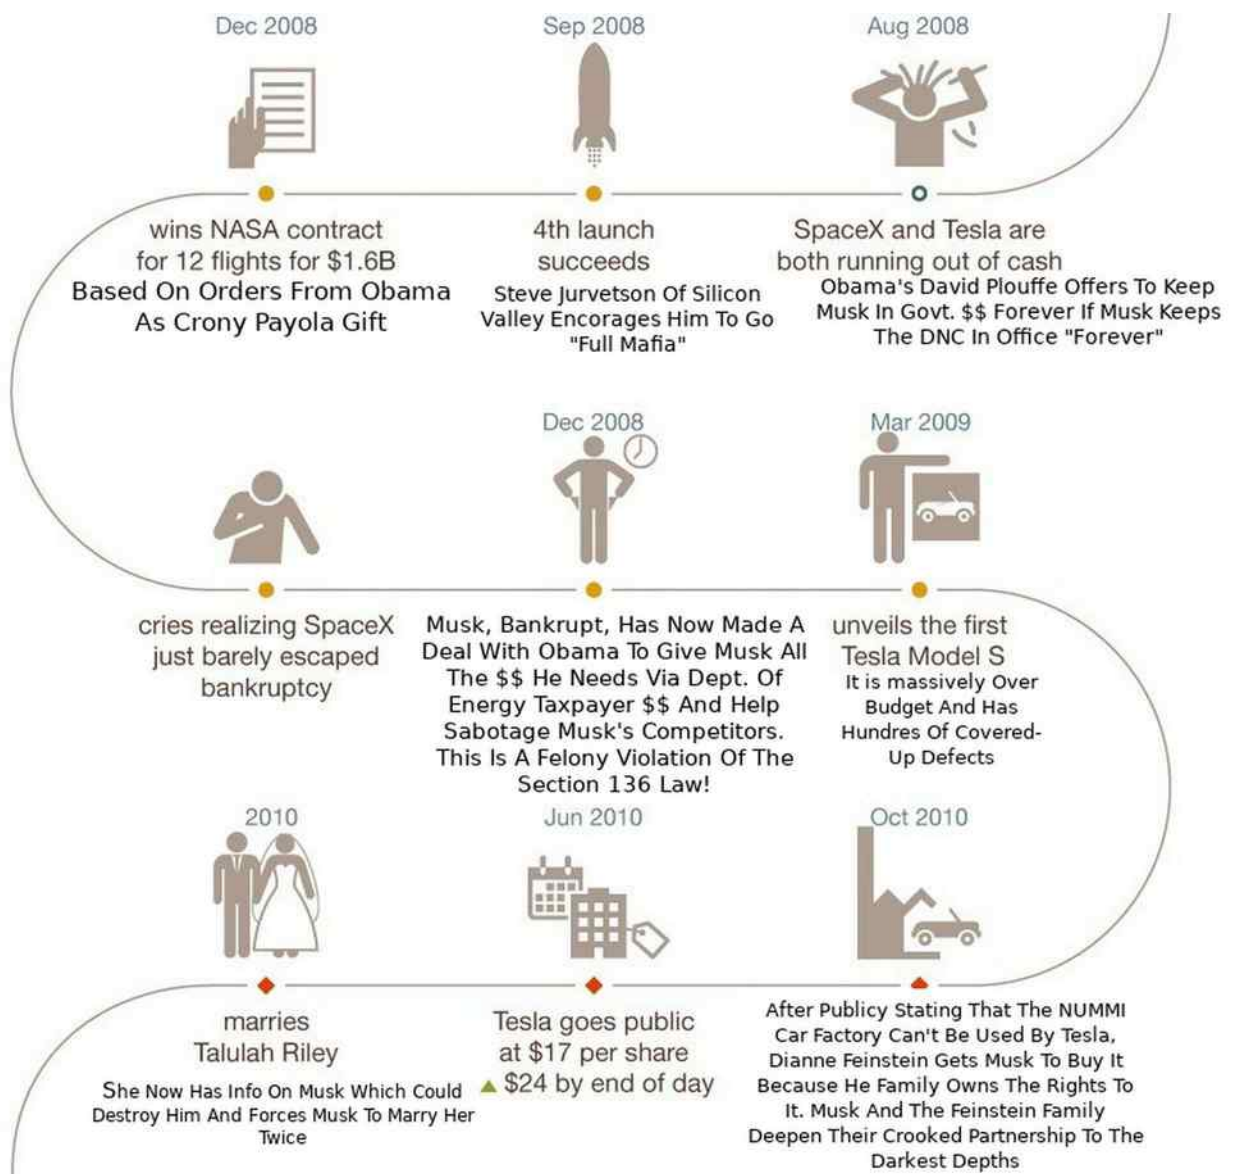 Dec 2008
wins NASA contract
for 12 flights for $1.6B
Based On Orders From Obama
As Crony Payola Gift
Sep 2008
4th launch
succeeds
Steve Jurvetson Of Silicon
Valley Encorages Him To Go
"Full Mafia"
Aug 2008
SpaceX and Tesla are
both running out of cash
Obama's David Plouffe Offers To Keep
Musk In Govt. $$ Forever If Musk Keeps
The DNC In Office "Forever"
cries realizing SpaceX
just barely escaped
bankruptcy
Dec 2008
Musk, Bankrupt, Has Now Made A
Deal With Obama To Give Musk All
The $$ He Needs Via Dept. Of
Energy Taxpayer $$ And Help
Sabotage Musk's Competitors.
This Is A Felony Violation Of The
Section 136 Law!
Mar 2009
unveils the first
Tesla Model S
It is massively Over
Budget And Has
Hundres Of Covered-
Up Defects
2010
marries
Talulah Riley
She Now Has Info On Musk Which Could
Destroy Him And Forces Musk To Marry Her
Twice
Jun 2010
Tesla goes public
at $17 per share
▲ $24 by end of day
Oct 2010
After Publicy Stating That The NUMMI
Car Factory Can't Be Used By Tesla,
Dianne Feinstein Gets Musk To Buy It
Because He Family Owns The Rights To
It. Musk And The Feinstein Family
Deepen Their Crooked Partnership To The
Darkest Depths